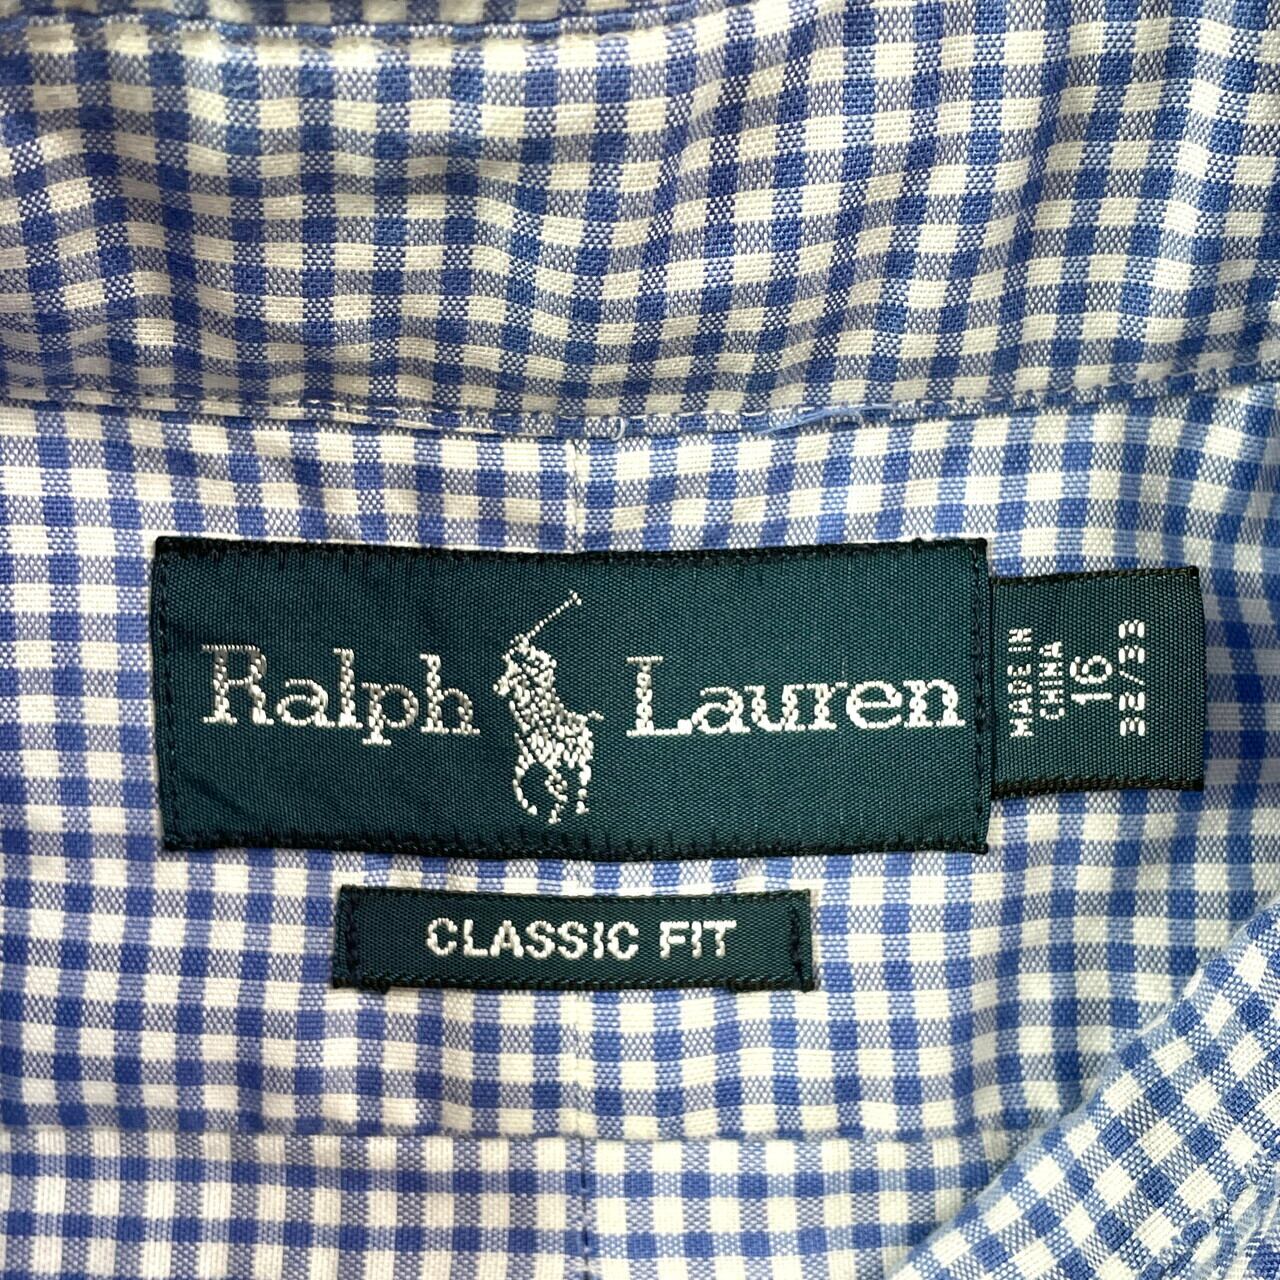 Ralph Lauren
MADE IN
CHINA
16
32/33
CLASSIC FIT